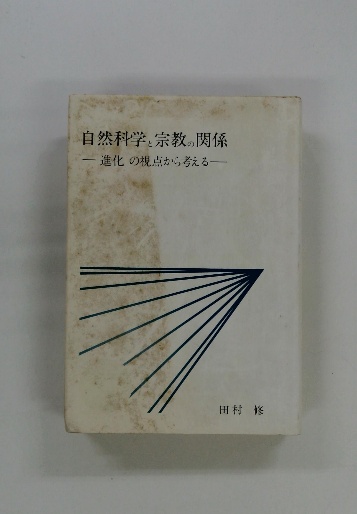 自然科学と宗教の関係
―進化の視点から考える―
田村 修